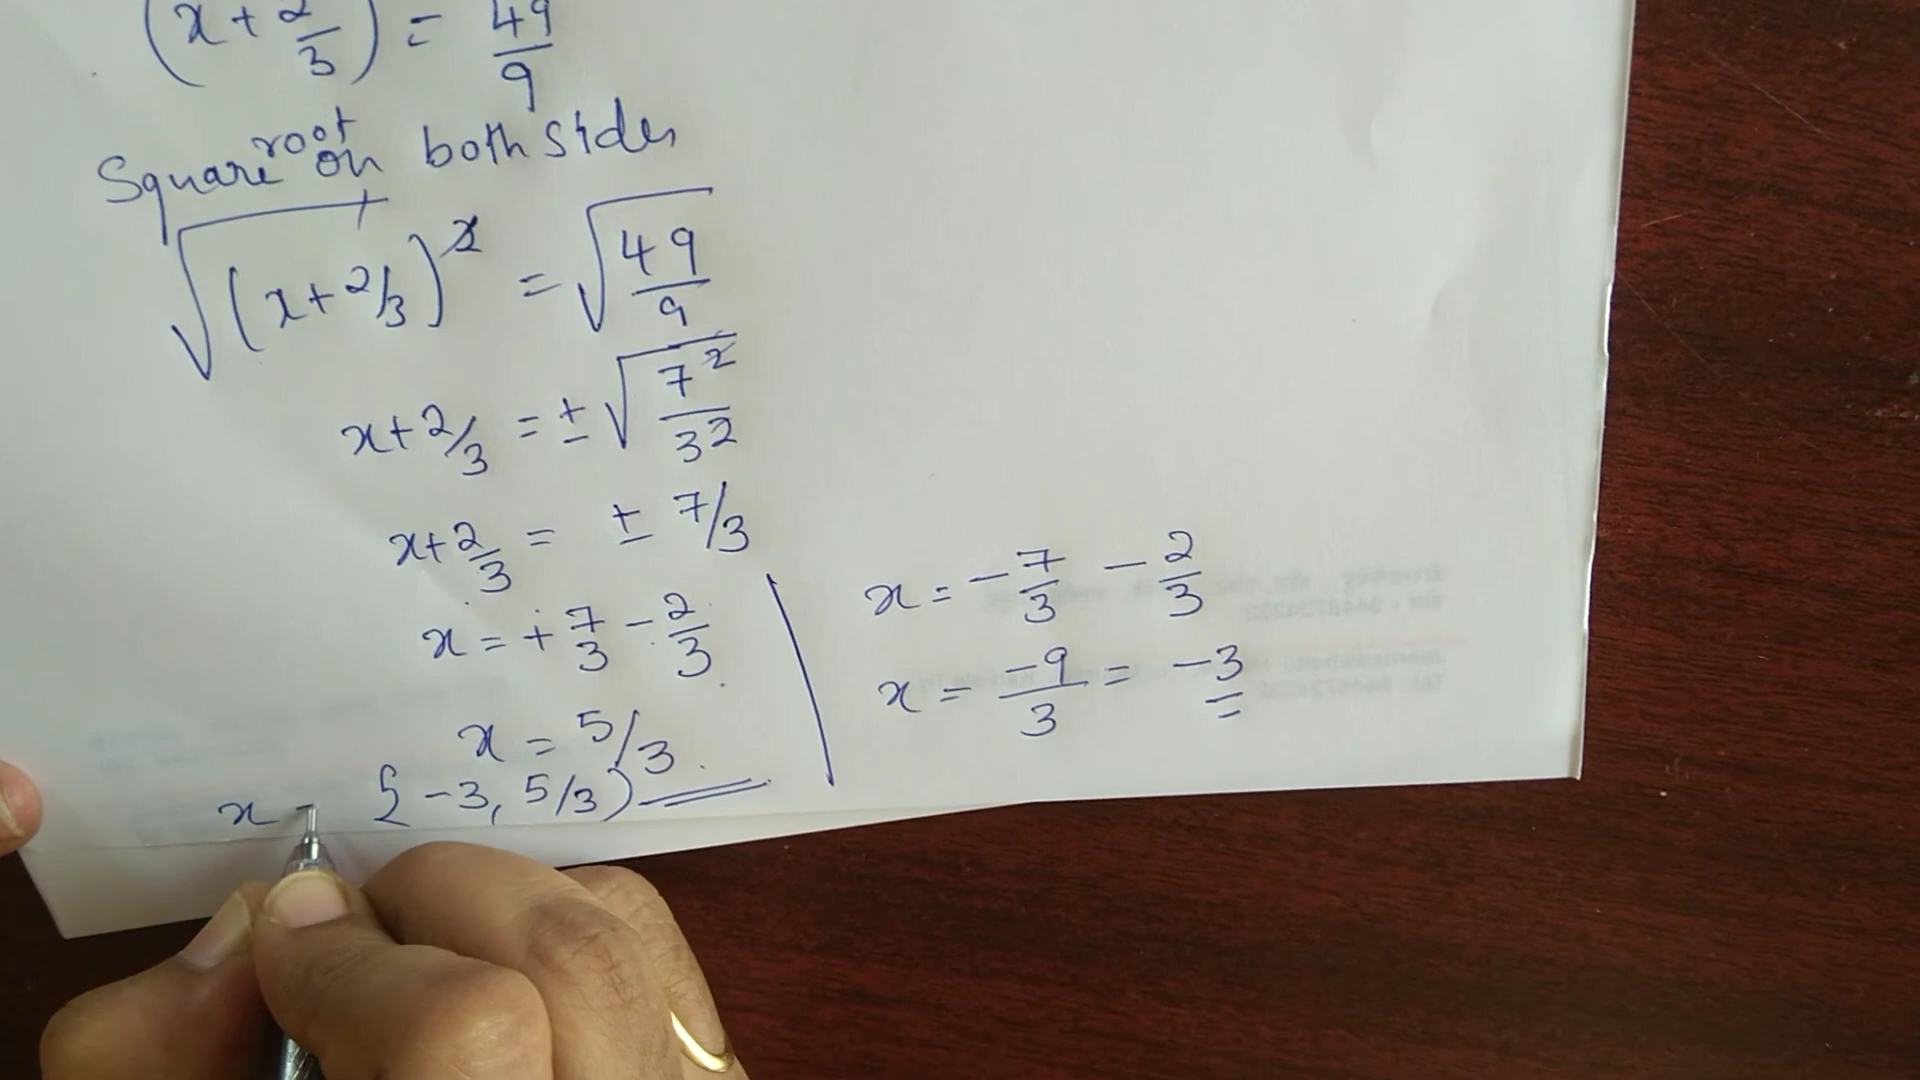 (x + 2/3) = 49/9
Square root on both sides
√(x+2/3)² = √49/9
x+2/3 = ± √7²/3²
x+2/3 = ± 7/3
x = + 7/3 - 2/3
x = 5/3
x = { -3, 5/3 )
x = - 7/3 - 2/3
x = -9/3 = -3